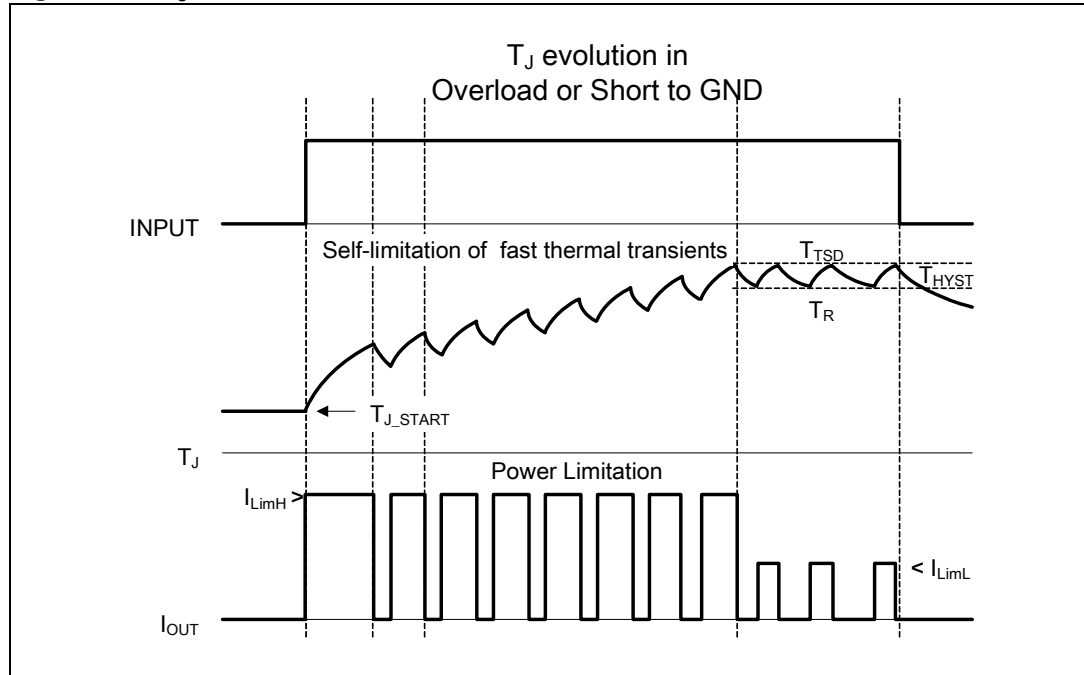 T_J evolution in
Overload or Short to GND
INPUT
Self-limitation of fast thermal transients
T_TSD
T_HYST
T_R
T_J_START
T_J
Power Limitation
I_LimH >
< I_LimL
I_OUT